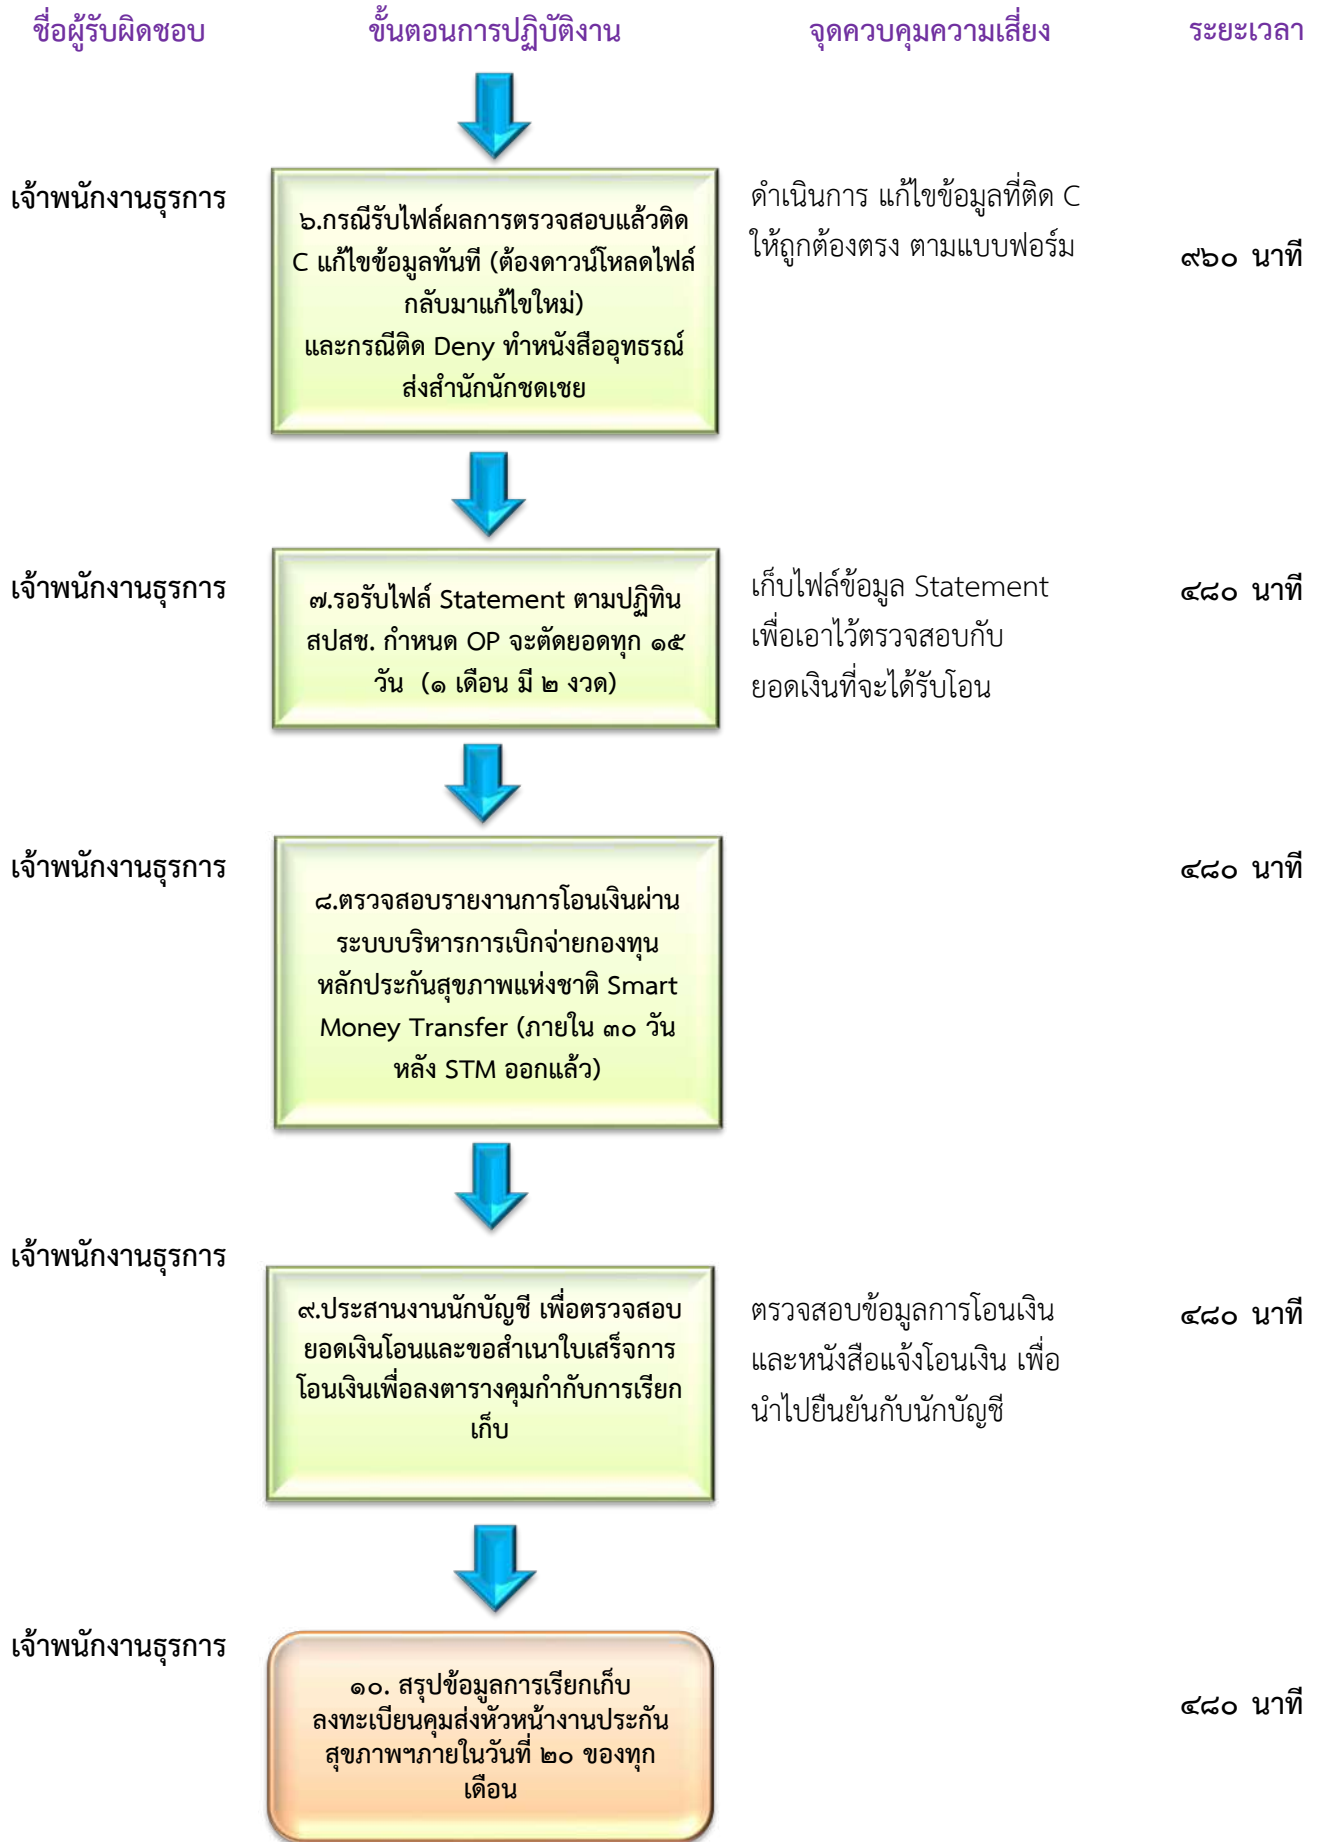 ชื่อผู้รับผิดชอบ ขั้นตอนการปฏิบัติงาน จุดควบคุมความเสี่ยง ระยะเวลา
เจ้าพนักงานธุรการ
๖.กรณีรับไฟล์ผลการตรวจสอบแล้วติด
C แก้ไขข้อมูลทันที (ต้องดาวน์โหลดไฟล์
กลับมาแก้ไขใหม่)
และกรณีติด Deny ทำหนังสืออุทธรณ์
ส่งสำนักนักชดเชย
ดำเนินการ แก้ไขข้อมูลที่ติด C
ให้ถูกต้องตรง ตามแบบฟอร์ม
๙๖๐ นาที
เจ้าพนักงานธุรการ
๗.รอรับไฟล์ Statement ตามปฏิทิน
สปสช. กำหนด OP จะตัดยอดทุก ๑๕
วัน (๑ เดือน มี ๒ งวด)
เก็บไฟล์ข้อมูล Statement
เพื่อเอาไว้ตรวจสอบกับ
ยอดเงินที่จะได้รับโอน
๔๘๐ นาที
เจ้าพนักงานธุรการ
๘.ตรวจสอบรายงานการโอนเงินผ่าน
ระบบบริหารการเบิกจ่ายกองทุน
หลักประกันสุขภาพแห่งชาติ Smart
Money Transfer (ภายใน ๓๐ วัน
หลัง STM ออกแล้ว)
๔๘๐ นาที
เจ้าพนักงานธุรการ
๙.ประสานงานนักบัญชี เพื่อตรวจสอบ
ยอดเงินโอนและขอสำเนาใบเสร็จการ
โอนเงินเพื่อลงตารางคุมกำกับการเรียก
เก็บ
ตรวจสอบข้อมูลการโอนเงิน
และหนังสือแจ้งโอนเงิน เพื่อ
นำไปยืนยันกับนักบัญชี
๔๘๐ นาที
เจ้าพนักงานธุรการ
๑๐. สรุปข้อมูลการเรียกเก็บ
ลงทะเบียนคุมส่งหัวหน้างานประกัน
สุขภาพฯภายในวันที่ ๒๐ ของทุก
เดือน
๔๘๐ นาที